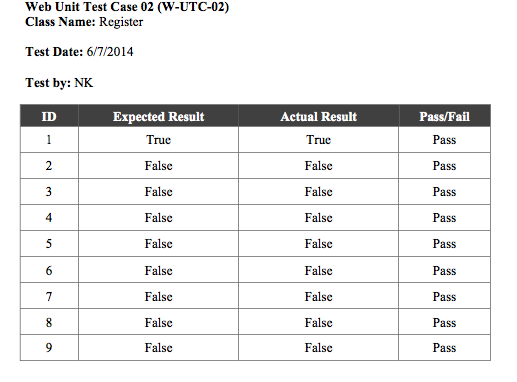 Web Unit Test Case 02 (W-UTC-02)
Class Name: Register
Test Date: 6/7/2014
Test by: NK
ID Expected Result Actual Result Pass/Fail
1 True True Pass
2 False False Pass
3 False False Pass
4 False False Pass
5 False False Pass
6 False False Pass
7 False False Pass
8 False False Pass
9 False False Pass